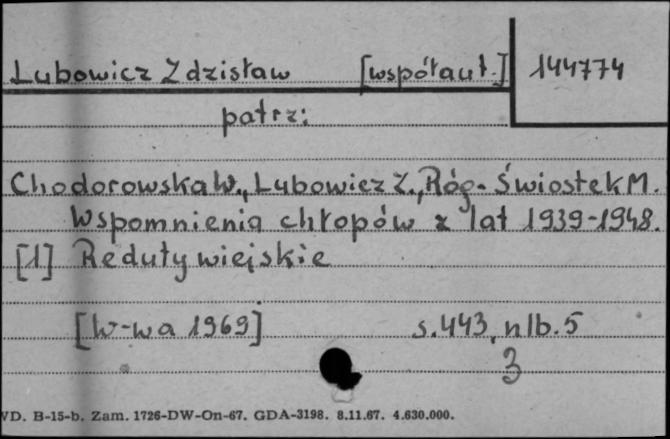 Lubowicz Zdzisław [współaut.] 144774
patrz:
Chodorowska W., Lubowicz Z., Róg-Świostek M.
Wspomnienia chłopów z lat 1939-1948.
[1] Reduty wiejskie
[W-wa 1969] s.443, nlb.5
3
WD. B-15-b. Zam. 1726-DW-On-67. GDA-3198. 8.11.67. 4.630.000.